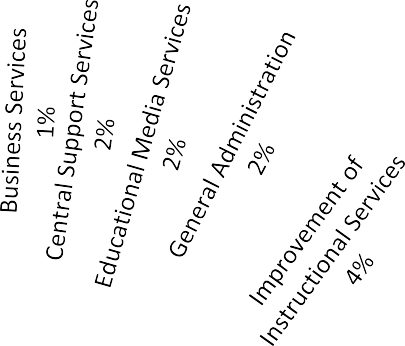 Business Services
1%
Central Support Services
2%
Educational Media Services
2%
General Administration
2%
Improvement of
Instructional Services
4%